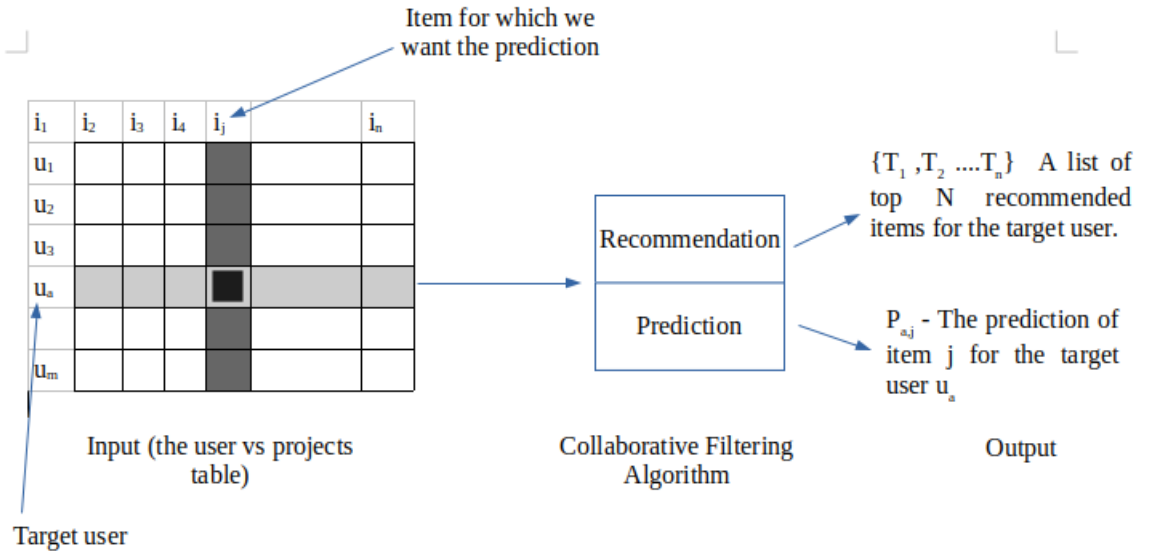 Item for which we
want the prediction
i₁ i₂ i₃ i₄ iⱼ iₙ
u₁
u₂
u₃
uₐ
uₘ
{T₁ ,T₂ ....Tₙ} A list of
top N recommended
items for the target user.
Recommendation
Prediction
Pₐ,ⱼ - The prediction of
item j for the target
user uₐ
Input (the user vs projects
table)
Collaborative Filtering
Algorithm
Output
Target user